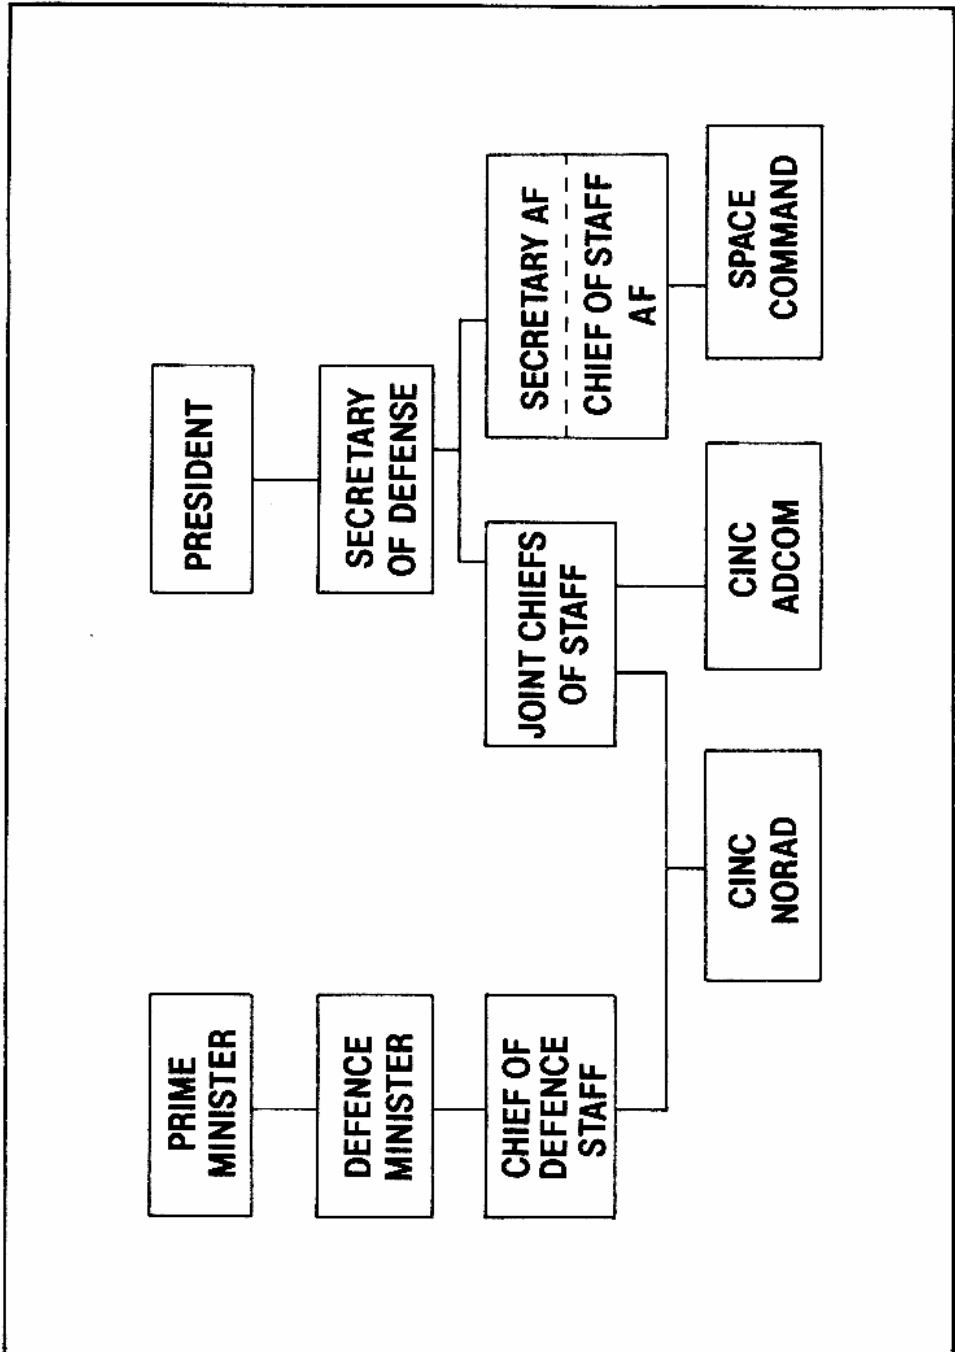 PRIME
MINISTER
DEFENCE
MINISTER
CHIEF OF
DEFENCE
STAFF
PRESIDENT
SECRETARY
OF DEFENSE
JOINT CHIEFS
OF STAFF
SECRETARY AF
CHIEF OF STAFF
AF
CINC
NORAD
CINC
ADCOM
SPACE
COMMAND